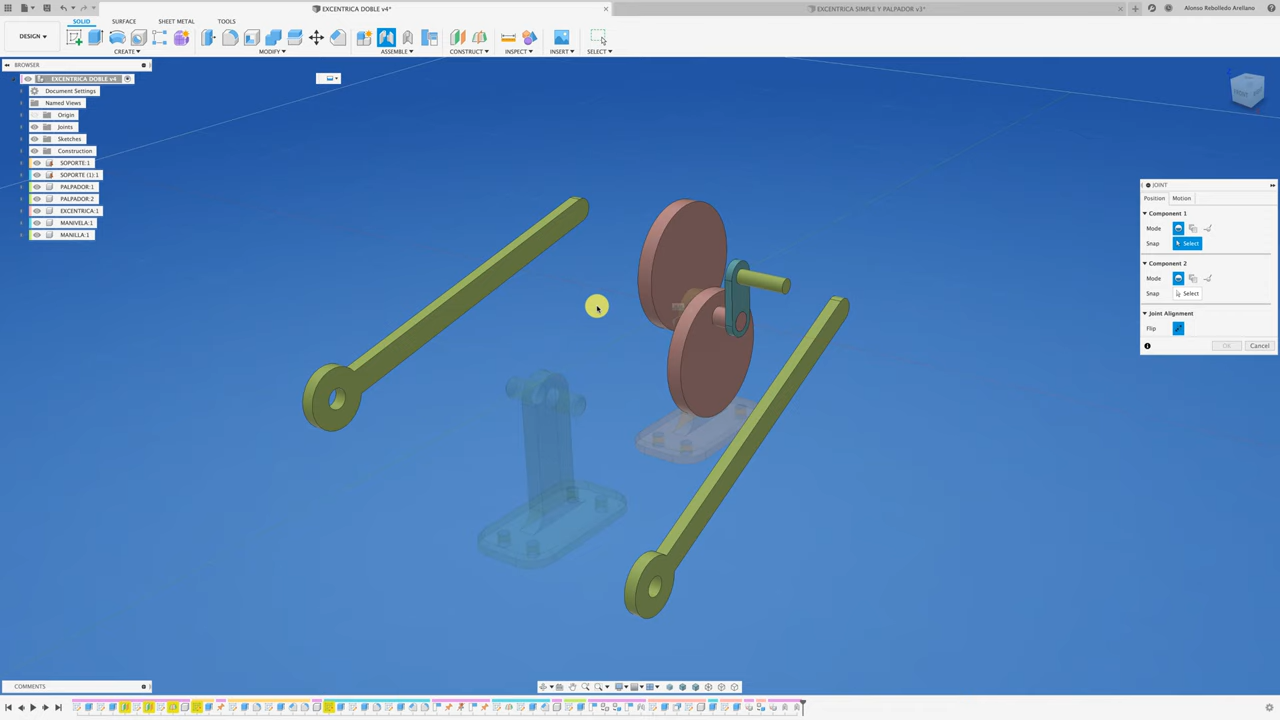 EXCENTRICA DOBLE v4*
EXCENTRICA SIMPLE Y PALPADOR v3*
Alonso Rebolledo Arellano
SOLID
SURFACE
SHEET METAL
TOOLS
DESIGN
CREATE
MODIFY
ASSEMBLE
CONSTRUCT
INSPECT
INSERT
SELECT
BROWSER
EXCENTRICA DOBLE v4
Document Settings
Named Views
Origin
Joints
Sketches
Construction
SOPORTE:1
SOPORTE (1):1
PALPADOR:1
PALPADOR:2
EXCENTRICA:1
MANIVELA:1
MANILLA:1
JOINT
Position
Motion
Component 1
Mode
Snap
Select
Component 2
Mode
Snap
Select
Joint Alignment
Flip
OK
Cancel
COMMENTS